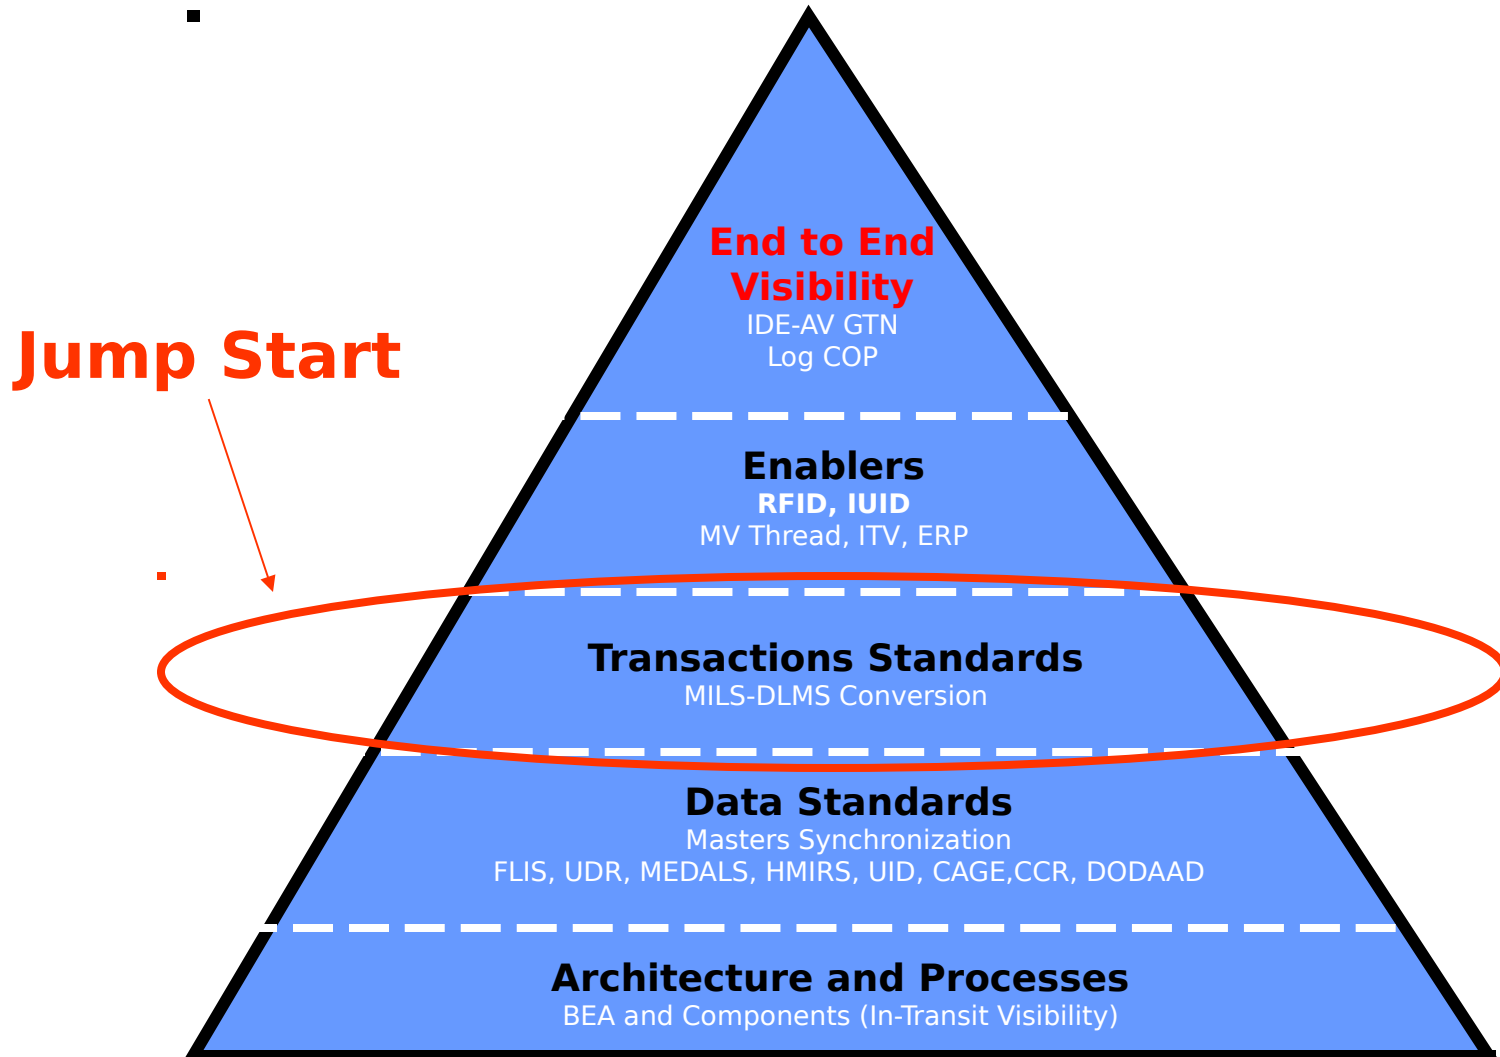 End to End
Visibility
IDE-AV GTN
Log COP
Jump Start
Enablers
RFID, IUID
MV Thread, ITV, ERP
Transactions Standards
MILS-DLMS Conversion
Data Standards
Masters Synchronization
FLIS, UDR, MEDALS, HMIRS, UID, CAGE,CCR, DODAAD
Architecture and Processes
BEA and Components (In-Transit Visibility)